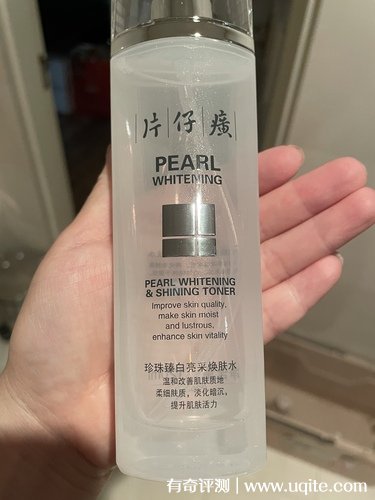 片仔癀
PEARL
WHITENING
PEARL WHITENING
& SHINING TONER
Improve skin quality,
make skin moist
and lustrous,
enhance skin vitality
珍珠臻白亮采焕肤水
温和改善肌肤质地
柔细肤质，淡化暗沉，
提升肌肤活力
有奇评测 | www.uqite.com